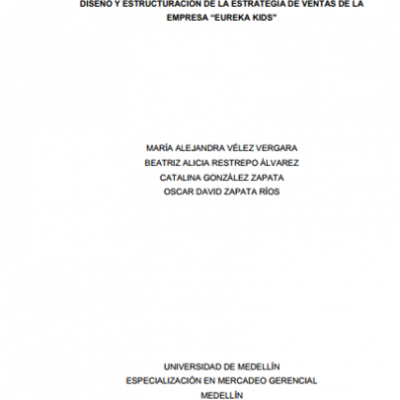 DISEÑO Y ESTRUCTURACIÓN DE LA ESTRATEGIA DE VENTAS DE LA
EMPRESA “EUREKA KIDS”
MARÍA ALEJANDRA VÉLEZ VERGARA
BEATRIZ ALICIA RESTREPO ÁLVAREZ
CATALINA GONZÁLEZ ZAPATA
OSCAR DAVID ZAPATA RÍOS
UNIVERSIDAD DE MEDELLÍN
ESPECIALIZACIÓN EN MERCADEO GERENCIAL
MEDELLÍN